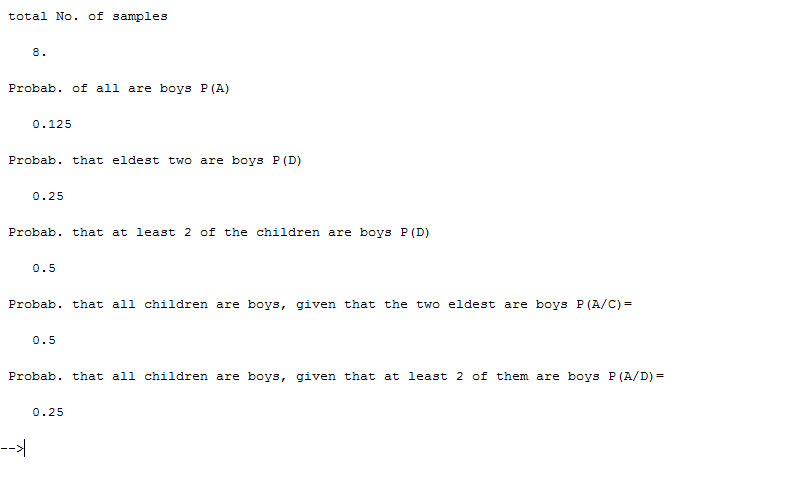 total No. of samples
8.
Probab. of all are boys P(A)
0.125
Probab. that eldest two are boys P(D)
0.25
Probab. that at least 2 of the children are boys P(D)
0.5
Probab. that all children are boys, given that the two eldest are boys P(A/C)=
0.5
Probab. that all children are boys, given that at least 2 of them are boys P(A/D)=
0.25
-->